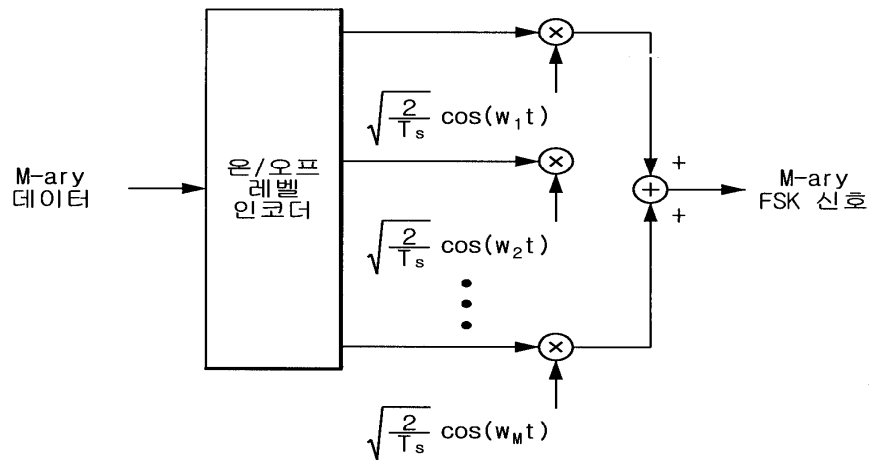 M-ary
데이터
온/오프
레벨
인코더
√(2/Tₛ) cos(w₁t)
√(2/Tₛ) cos(w₂t)
√(2/Tₛ) cos(w_Mt)
×
×
×
+
+
+
M-ary
FSK 신호